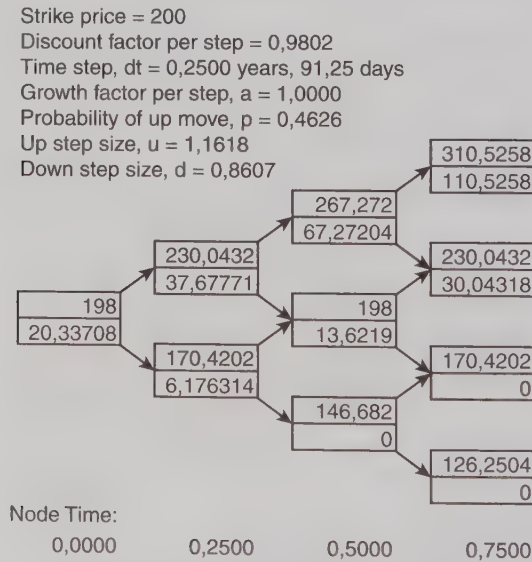 Strike price = 200
Discount factor per step = 0,9802
Time step, dt = 0,2500 years, 91,25 days
Growth factor per step, a = 1,0000
Probability of up move, p = 0,4626
Up step size, u = 1,1618
Down step size, d = 0,8607
310,5258
110,5258
267,272
67,27204
230,0432
37,67771
230,0432
30,04318
198
20,33708
198
13,6219
170,4202
6,176314
170,4202
0
146,682
0
126,2504
0
Node Time:
0,0000 0,2500 0,5000 0,7500